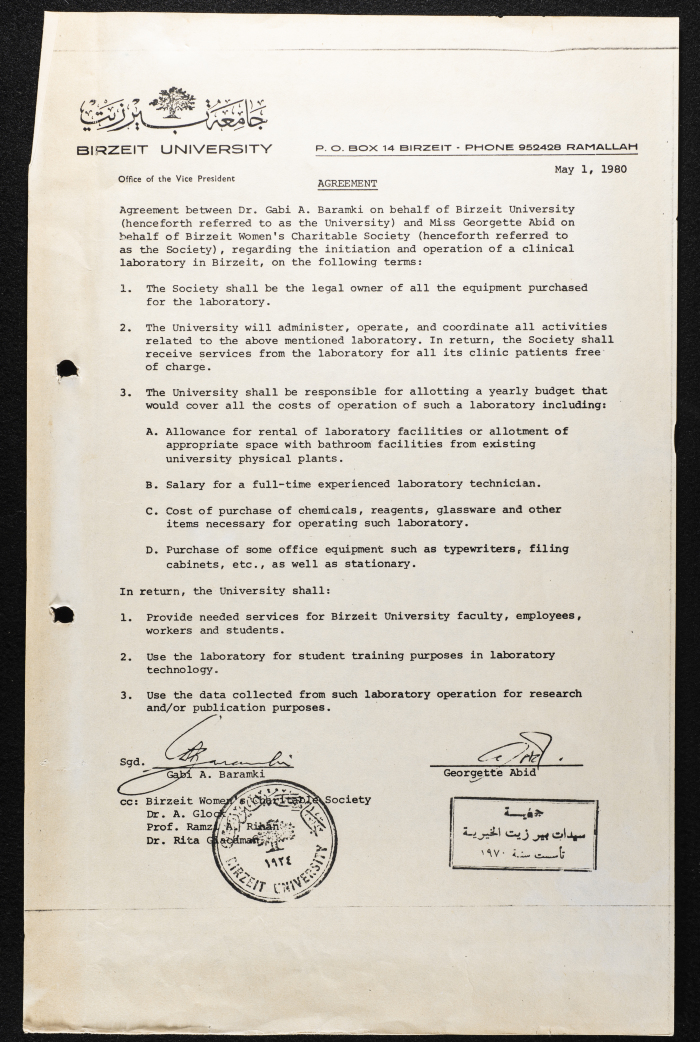 جامعة بيرزيت
BIRZEIT UNIVERSITY
P. O. BOX 14 BIRZEIT - PHONE 952428 RAMALLAH
May 1, 1980
Office of the Vice President
AGREEMENT
Agreement between Dr. Gabi A. Baramki on behalf of Birzeit University
(henceforth referred to as the University) and Miss Georgette Abid on
behalf of Birzeit Women's Charitable Society (henceforth referred to
as the Society), regarding the initiation and operation of a clinical
laboratory in Birzeit, on the following terms:
1. The Society shall be the legal owner of all the equipment purchased
for the laboratory.
2. The University will administer, operate, and coordinate all activities
related to the above mentioned laboratory. In return, the Society shall
receive services from the laboratory for all its clinic patients free
of charge.
3. The University shall be responsible for allotting a yearly budget that
would cover all the costs of operation of such a laboratory including:
A. Allowance for rental of laboratory facilities or allotment of
appropriate space with bathroom facilities from existing
university physical plants.
B. Salary for a full-time experienced laboratory technician.
C. Cost of purchase of chemicals, reagents, glassware and other
items necessary for operating such laboratory.
D. Purchase of some office equipment such as typewriters, filing
cabinets, etc., as well as stationary.
In return, the University shall:
1. Provide needed services for Birzeit University faculty, employees,
workers and students.
2. Use the laboratory for student training purposes in laboratory
technology.
3. Use the data collected from such laboratory operation for research
and/or publication purposes.
Sgd.
Gabi A. Baramki
Georgette Abid
cc: Birzeit Women's Charitable Society
Dr. A. Glock
Prof. Ramzi A. Rihan
Dr. Rita Giacaman
١٩٢٤
BIRZEIT UNIVERSITY
جمعية
سيدات بير زيت الخيرية
تأسست سنة ١٩٧٠